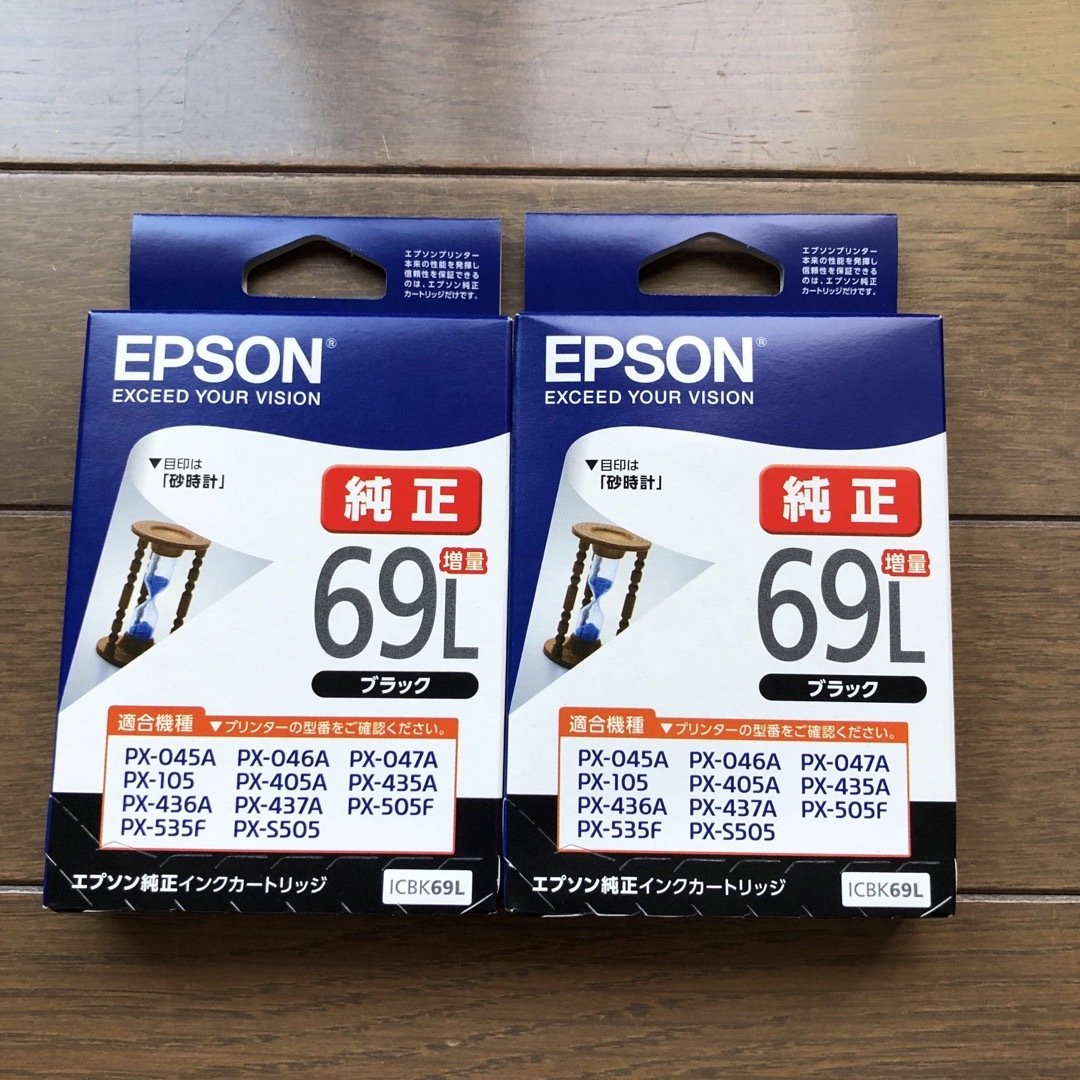 エプソンプリンター
本来の性能を発揮し
信頼性を保証できる
のは、エプソン純正
カートリッジだけです。
EPSON®
EXCEED YOUR VISION
▼目印は
「砂時計」
純正
増量
69L
ブラック
適合機種 ▼プリンターの型番をご確認ください。
PX-045A PX-046A PX-047A
PX-105 PX-405A PX-435A
PX-436A PX-437A PX-505F
PX-535F PX-S505
エプソン純正インクカートリッジ ICBK69L
エプソンプリンター
本来の性能を発揮し
信頼性を保証できる
のは、エプソン純正
カートリッジだけです。
EPSON®
EXCEED YOUR VISION
▼目印は
「砂時計」
純正
増量
69L
ブラック
適合機種 ▼プリンターの型番をご確認ください。
PX-045A PX-046A PX-047A
PX-105 PX-405A PX-435A
PX-436A PX-437A PX-505F
PX-535F PX-S505
エプソン純正インクカートリッジ ICBK69L